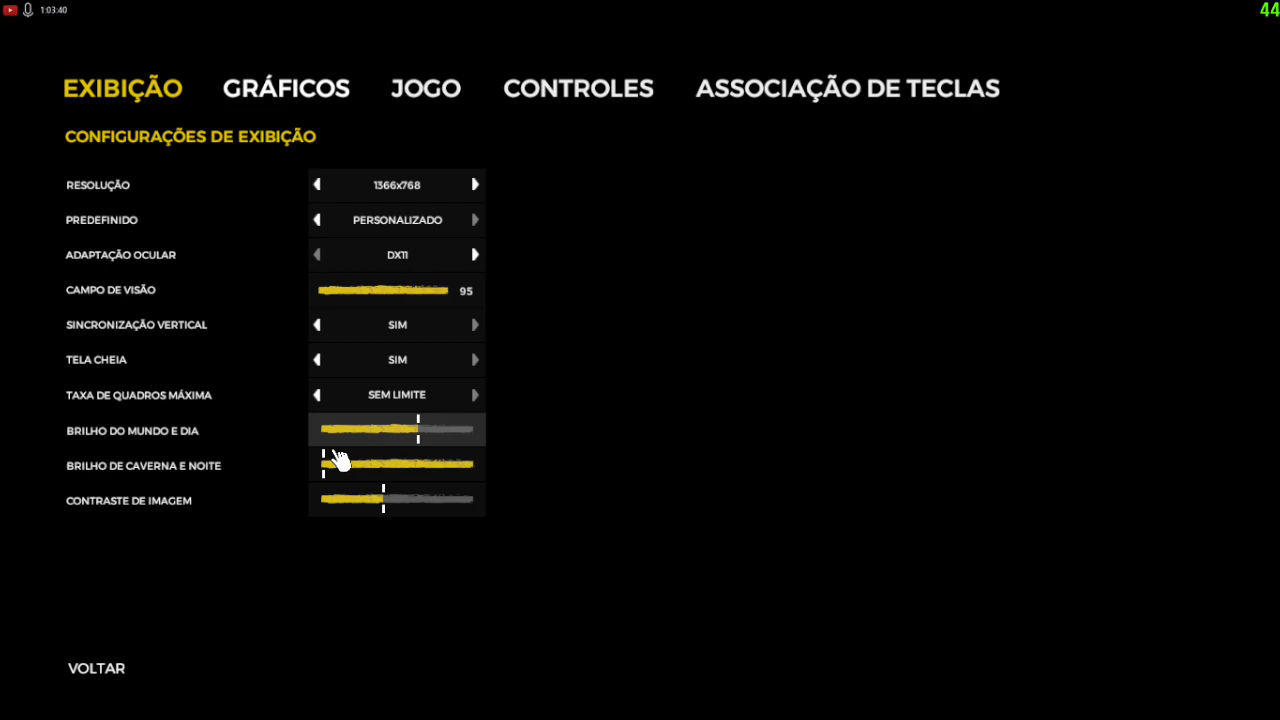 1:03:40
44
EXIBIÇÃO GRÁFICOS JOGO CONTROLES ASSOCIAÇÃO DE TECLAS
CONFIGURAÇÕES DE EXIBIÇÃO
RESOLUÇÃO 1366x768
PREDEFINIDO PERSONALIZADO
ADAPTAÇÃO OCULAR DX11
CAMPO DE VISÃO 95
SINCRONIZAÇÃO VERTICAL SIM
TELA CHEIA SIM
TAXA DE QUADROS MÁXIMA SEM LIMITE
BRILHO DO MUNDO E DIA
BRILHO DE CAVERNA E NOITE
CONTRASTE DE IMAGEM
VOLTAR